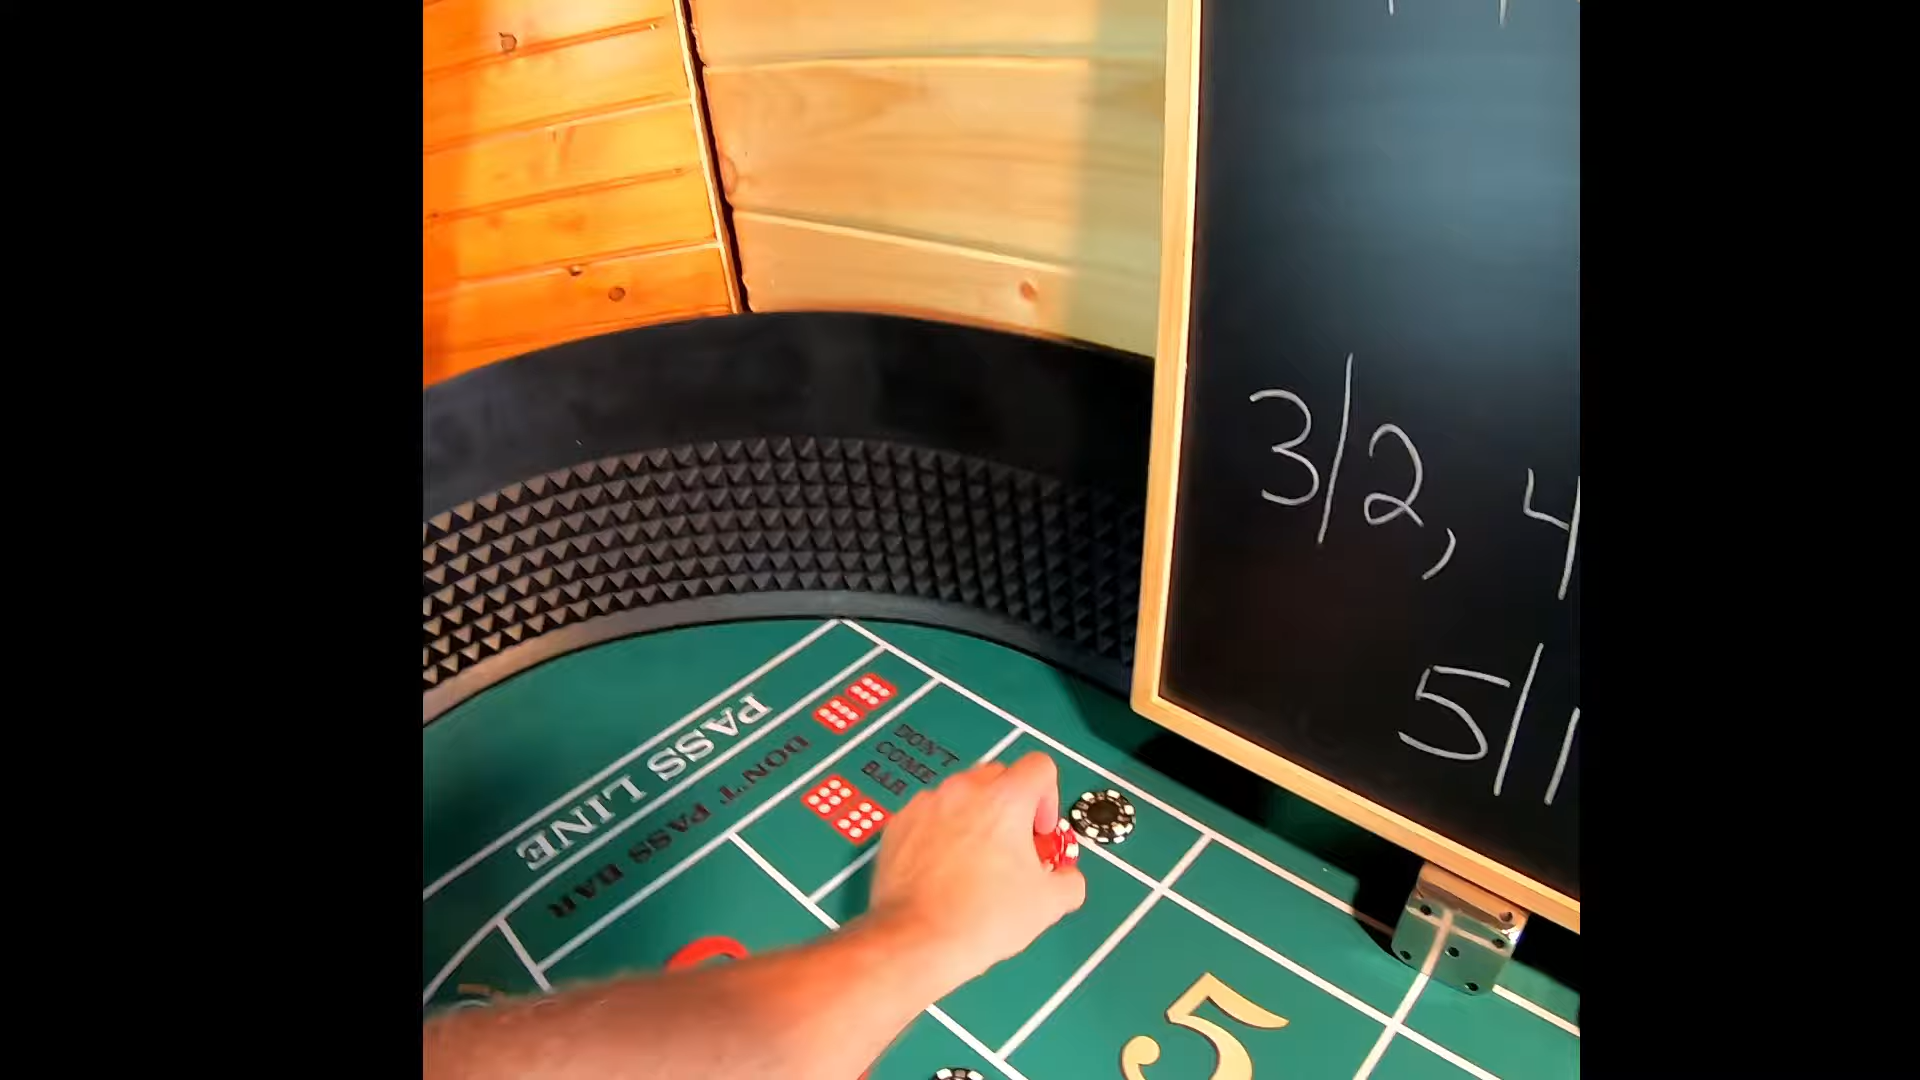 3/2, 4/
5/1
PASS LINE
DON'T PASS BAR
DON'T
COME
BAR
5